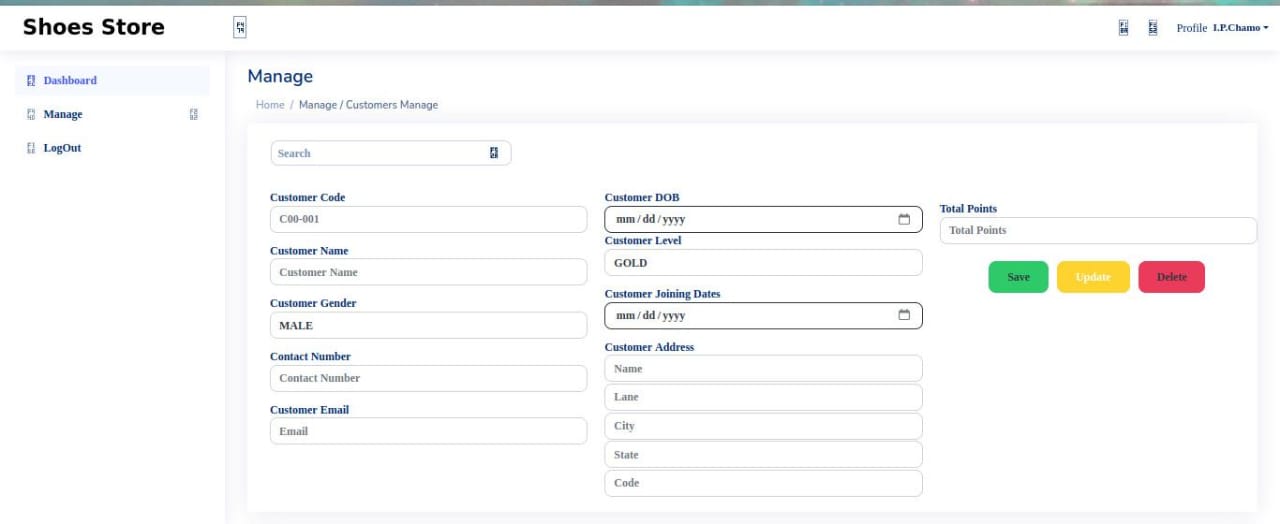 Shoes Store
Profile I.P.Chamo
Dashboard
Manage
LogOut
Manage
Home / Manage / Customers Manage
Search
Customer Code
C00-001
Customer Name
Customer Name
Customer Gender
MALE
Contact Number
Contact Number
Customer Email
Email
Customer DOB
mm/dd/yyyy
Customer Level
GOLD
Customer Joining Dates
mm/dd/yyyy
Customer Address
Name
Lane
City
State
Code
Total Points
Total Points
Save Update Delete